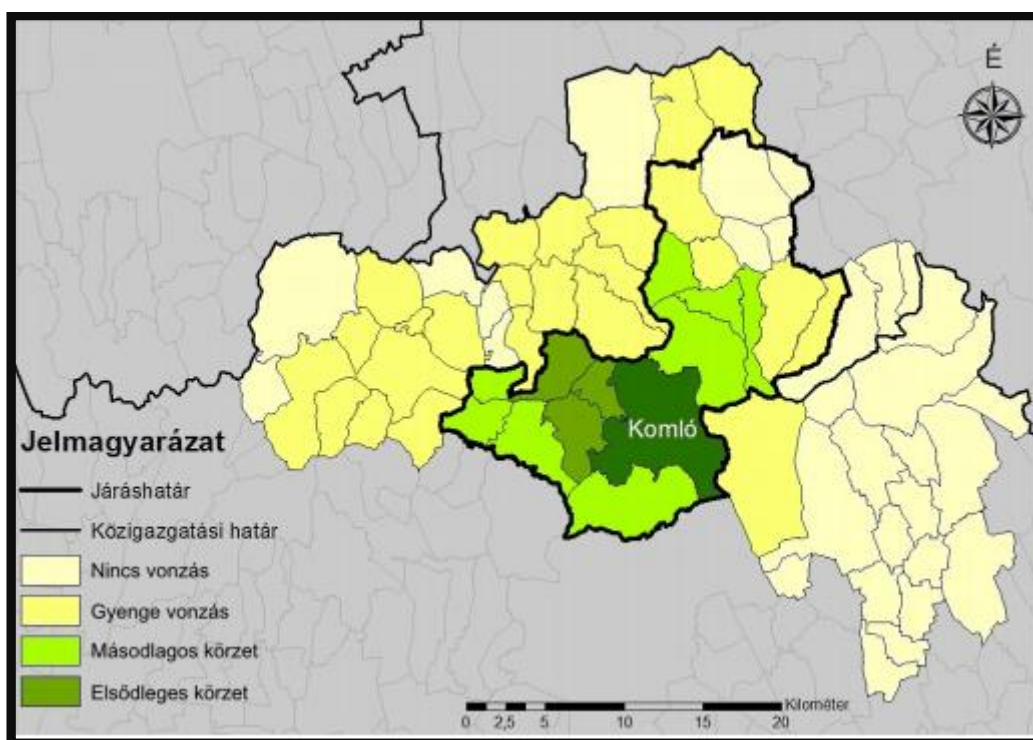 É
Komló
Jelmagyarázat
Járáshatár
Közigazgatási határ
Nincs vonzás
Gyenge vonzás
Másodlagos körzet
Elsődleges körzet
Kilométer
0 2,5 5 10 15 20